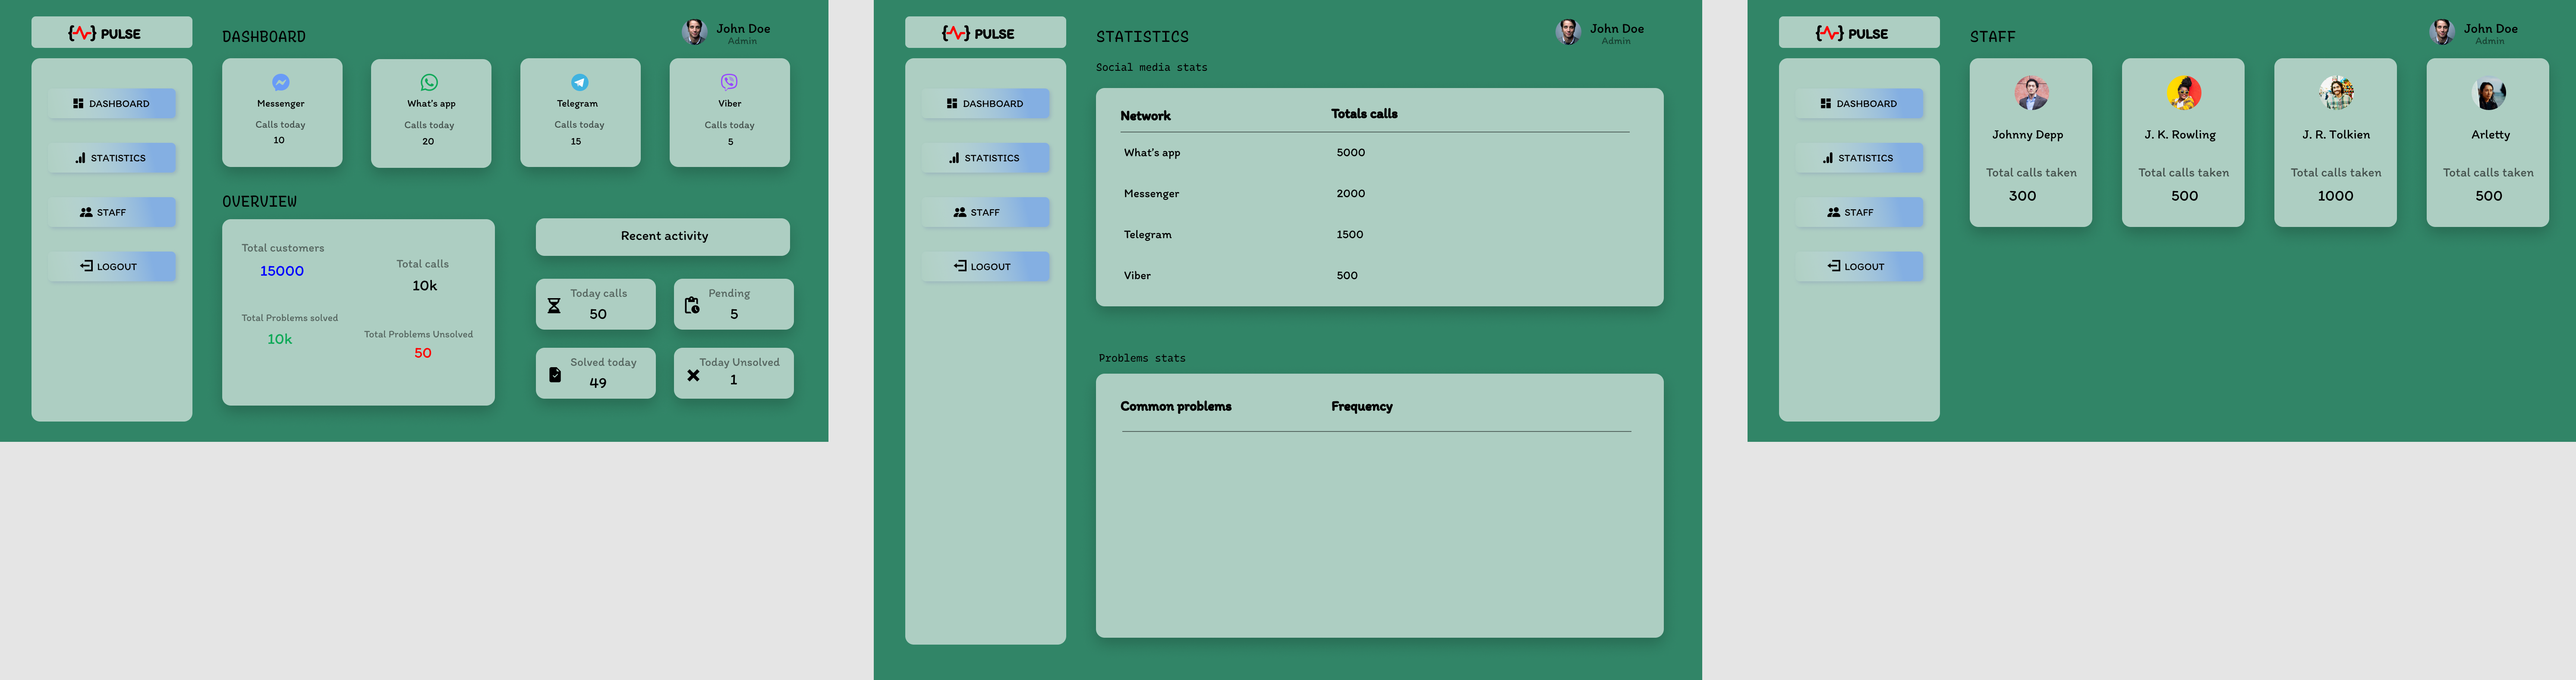 PULSE
DASHBOARD
STATISTICS
STAFF
LOGOUT
DASHBOARD
John Doe
Admin
Messenger
Calls today
10
What's app
Calls today
20
Telegram
Calls today
15
Viber
Calls today
5
OVERVIEW
Total customers
15000
Total calls
10k
Total Problems solved
10k
Total Problems Unsolved
50
Recent activity
Today calls
50
Pending
5
Solved today
49
Today Unsolved
1
PULSE
DASHBOARD
STATISTICS
STAFF
LOGOUT
STATISTICS
John Doe
Admin
Social media stats
Network Totals calls
What's app 5000
Messenger 2000
Telegram 1500
Viber 500
Problems stats
Common problems Frequency
PULSE
DASHBOARD
STATISTICS
STAFF
LOGOUT
STAFF
John Doe
Admin
Johnny Depp
Total calls taken
300
J. K. Rowling
Total calls taken
500
J. R. Tolkien
Total calls taken
1000
Arletty
Total calls taken
500